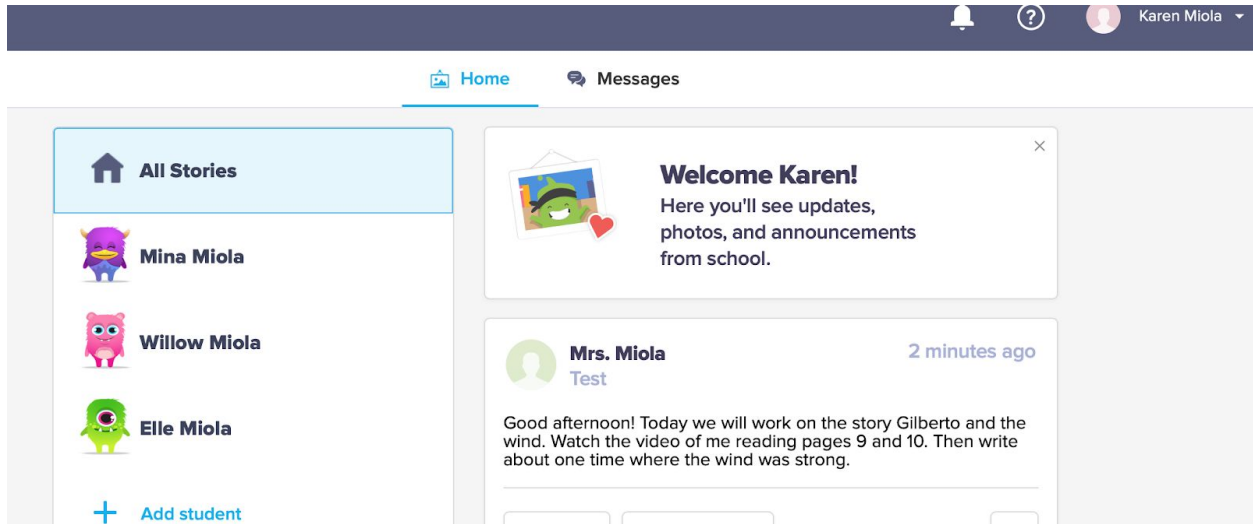 Karen Miola
Home
Messages
All Stories
Mina Miola
Willow Miola
Elle Miola
Add student
Welcome Karen!
Here you'll see updates,
photos, and announcements
from school.
Mrs. Miola
2 minutes ago
Test
Good afternoon! Today we will work on the story Gilberto and the
wind. Watch the video of me reading pages 9 and 10. Then write
about one time where the wind was strong.